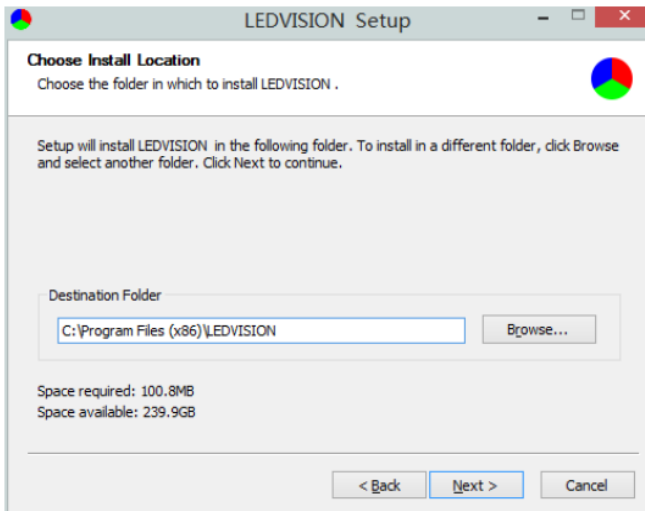 LEDVISION Setup
Choose Install Location
Choose the folder in which to install LEDVISION .
Setup will install LEDVISION in the following folder. To install in a different folder, click Browse
and select another folder. Click Next to continue.
Destination Folder
C:\Program Files (x86)\LEDVISION
Browse...
Space required: 100.8MB
Space available: 239.9GB
< Back
Next >
Cancel